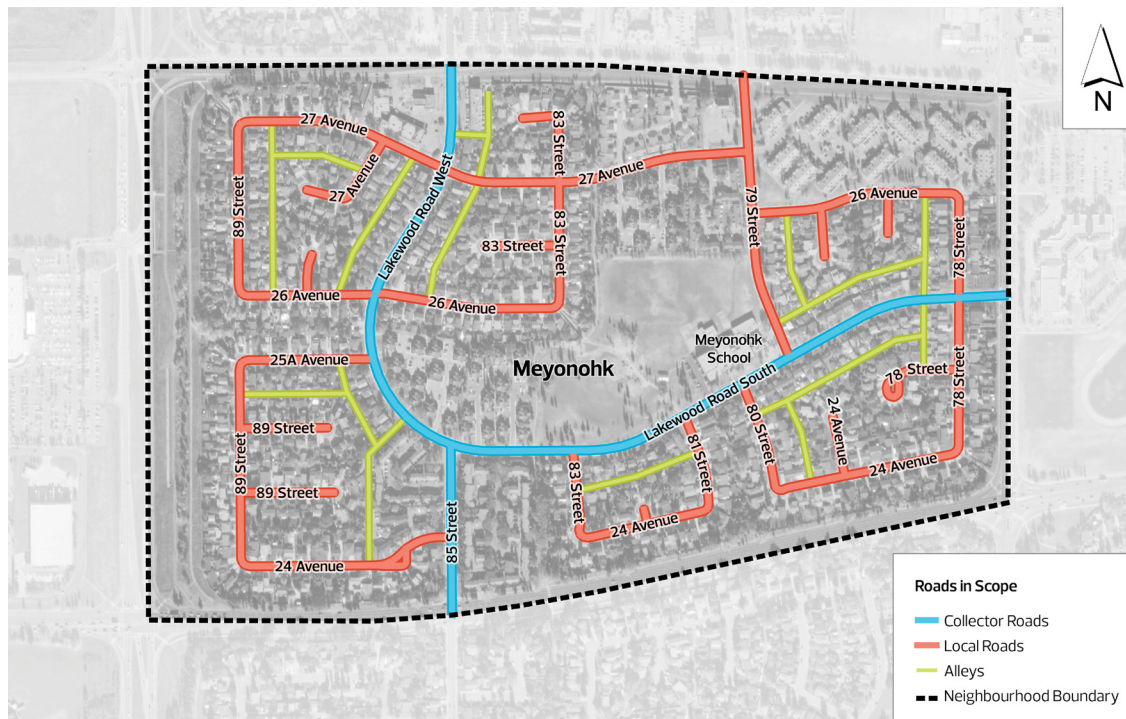 N
27 Avenue
83 Street
27 Avenue
Lakewood Road West
27 Avenue
79 Street
26 Avenue
89 Street
83 Street
83 Street
78 Street
26 Avenue
26 Avenue
Meyonohk
School
25A Avenue
Meyonohk
Lakewood Road South
78 Street
78 Street
89 Street
80 Street
24 Avenue
81 Street
89 Street
89 Street
83 Street
24 Avenue
24 Avenue
85 Street
24 Avenue
Roads in Scope
Collector Roads
Local Roads
Alleys
Neighbourhood Boundary